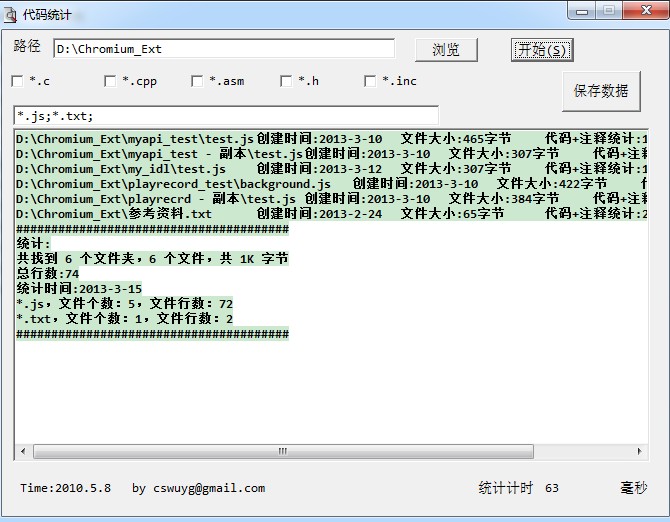 代码统计
路径 D:\Chromium_Ext 浏览 开始(S)
*.c *.cpp *.asm *.h *.inc
保存数据
*.js;*.txt;
D:\Chromium_Ext\myapi_test\test.js 创建时间:2013-3-10 文件大小:465字节 代码+注释统计:1
D:\Chromium_Ext\myapi_test - 副本\test.js 创建时间:2013-3-10 文件大小:307字节 代码+注
D:\Chromium_Ext\my_idl\test.js 创建时间:2013-3-12 文件大小:307字节 代码+注释统计:1
D:\Chromium_Ext\playrecord_test\background.js 创建时间:2013-3-10 文件大小:422字节 代
D:\Chromium_Ext\playrecrd - 副本\test.js 创建时间:2013-3-10 文件大小:384字节 代码+注释
D:\Chromium_Ext\参考资料.txt 创建时间:2013-2-24 文件大小:65字节 代码+注释统计:2
#######################################
统计:
共找到 6 个文件夹，6 个文件，共 1K 字节
总行数:74
统计时间:2013-3-15
*.js，文件个数：5，文件行数：72
*.txt，文件个数：1，文件行数：2
#######################################
Time:2010.5.8 by cswuyg@gmail.com 统计计时 63 毫秒